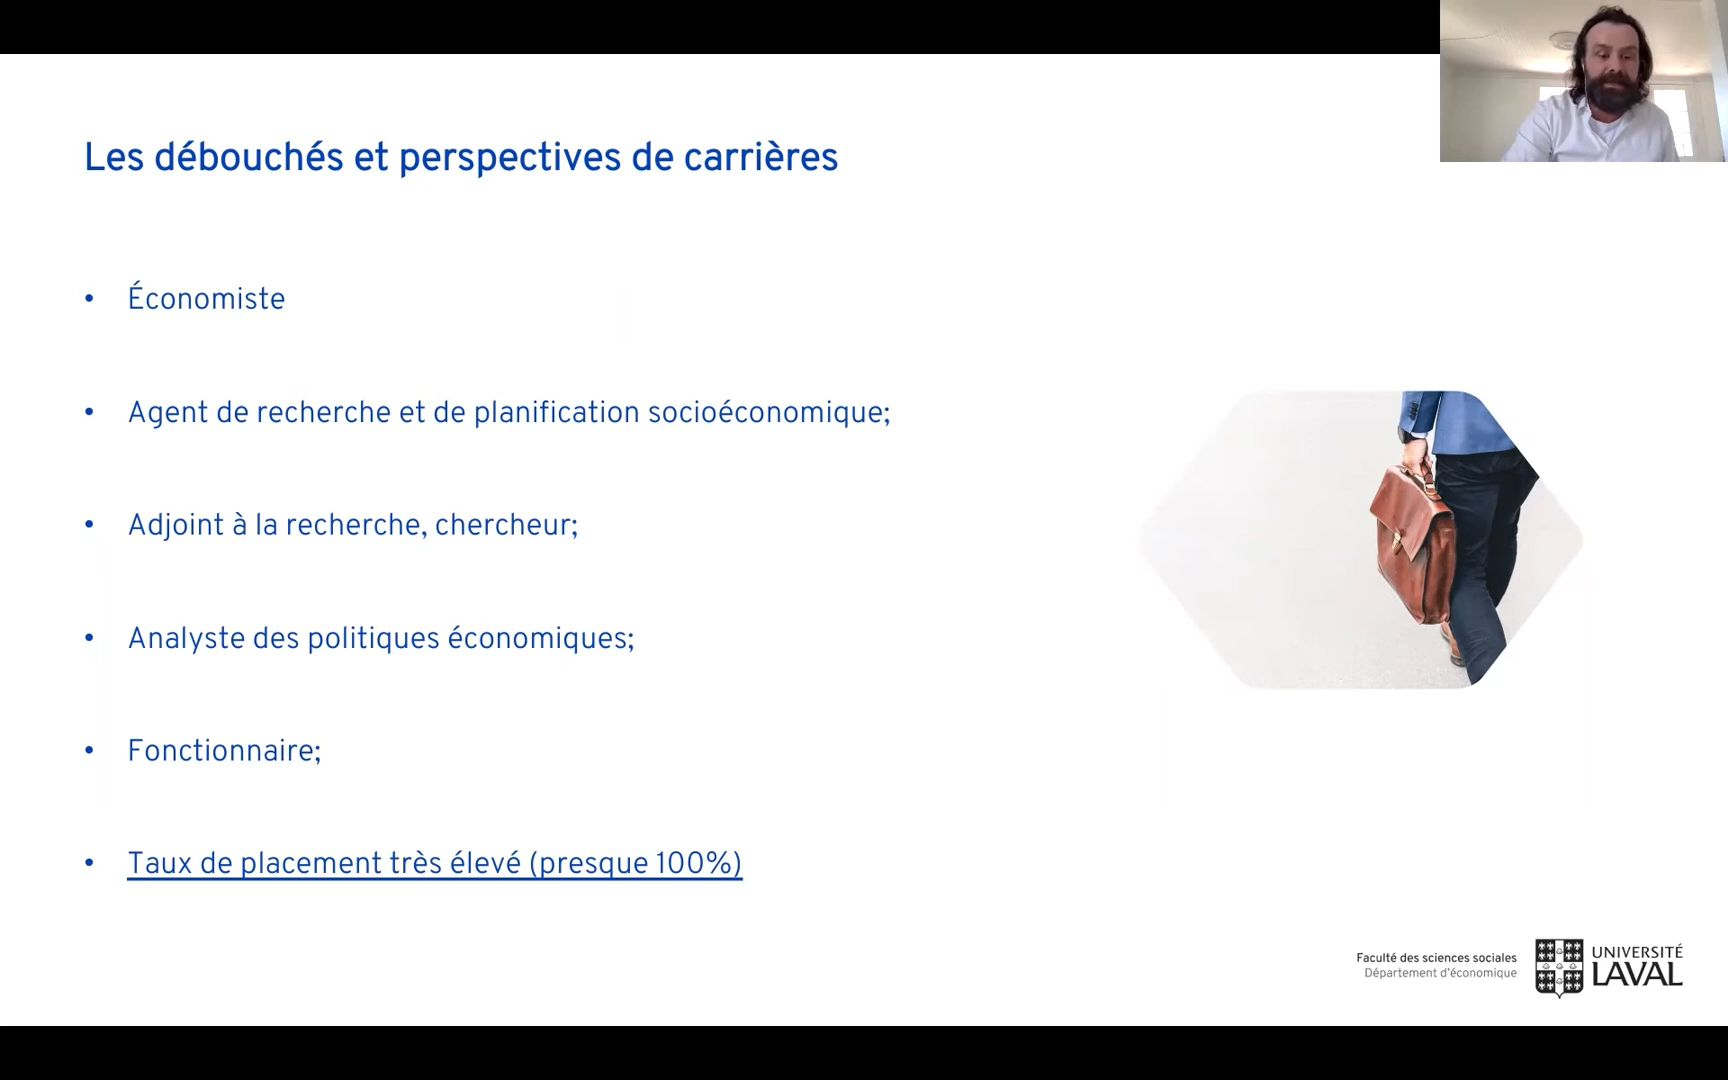 Les débouchés et perspectives de carrières
• Économiste
• Agent de recherche et de planification socioéconomique;
• Adjoint à la recherche, chercheur;
• Analyste des politiques économiques;
• Fonctionnaire;
• Taux de placement très élevé (presque 100%)
Faculté des sciences sociales
Département d'économique
UNIVERSITÉ
LAVAL